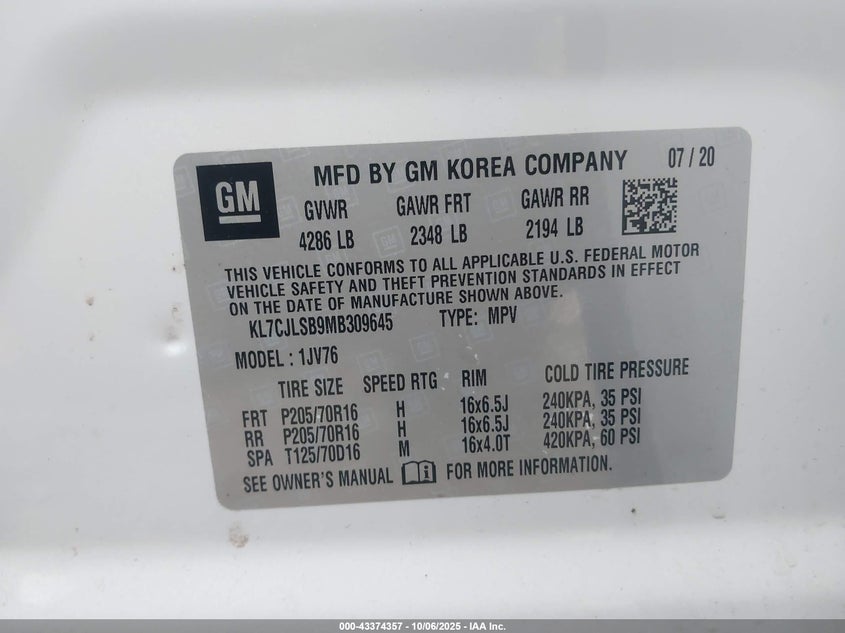 GM
MFD BY GM KOREA COMPANY 07 / 20
GVWR GAWR FRT GAWR RR
4286 LB 2348 LB 2194 LB
THIS VEHICLE CONFORMS TO ALL APPLICABLE U.S. FEDERAL MOTOR
VEHICLE SAFETY AND THEFT PREVENTION STANDARDS IN EFFECT
ON THE DATE OF MANUFACTURE SHOWN ABOVE.
KL7CJLSB9MB309645 TYPE: MPV
MODEL : 1JV76
TIRE SIZE SPEED RTG RIM COLD TIRE PRESSURE
FRT P205/70R16 H 16x6.5J 240KPA, 35 PSI
RR P205/70R16 H 16x6.5J 240KPA, 35 PSI
SPA T125/70D16 M 16x4.0T 420KPA, 60 PSI
SEE OWNER'S MANUAL FOR MORE INFORMATION.
000-43374357 - 10/06/2025 - IAA Inc.